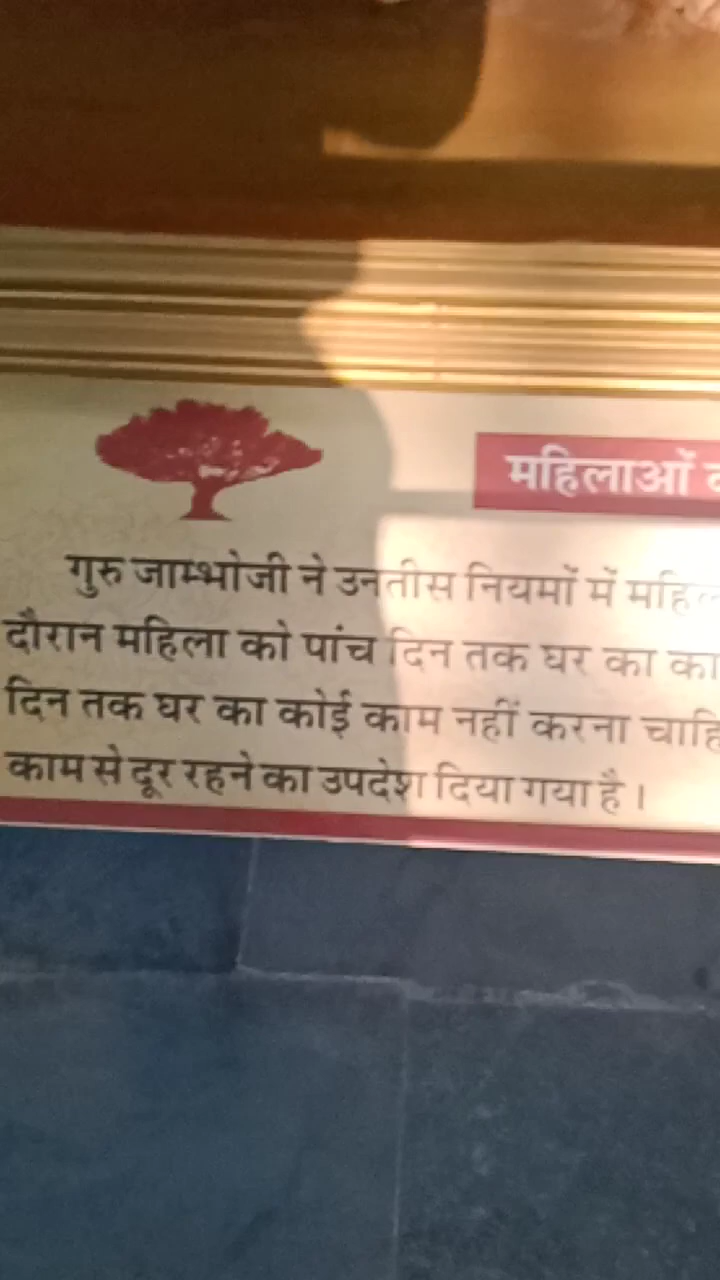 महिलाओं
गुरु जाम्भोजी ने उनतीस नियमों में
दौरान महिला को पांच दिन तक घर का
दिन तक घर का कोई काम नहीं करना
काम से दूर रहने का उपदेश दिया गया है।